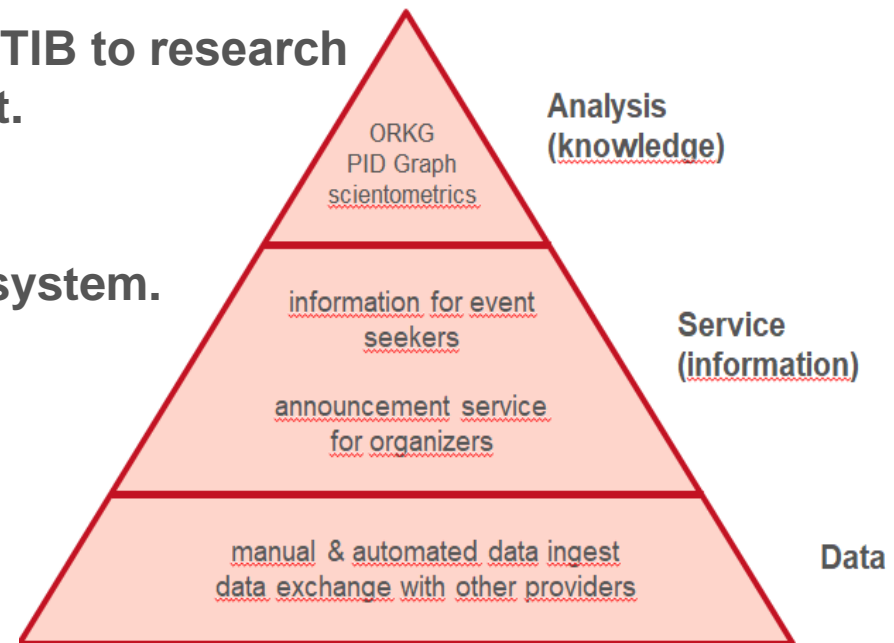 TIB to research
t.
system.
ORKG
PID Graph
scientometrics
Analysis
(knowledge)
information for event
seekers
announcement service
for organizers
Service
(information)
manual & automated data ingest
data exchange with other providers
Data